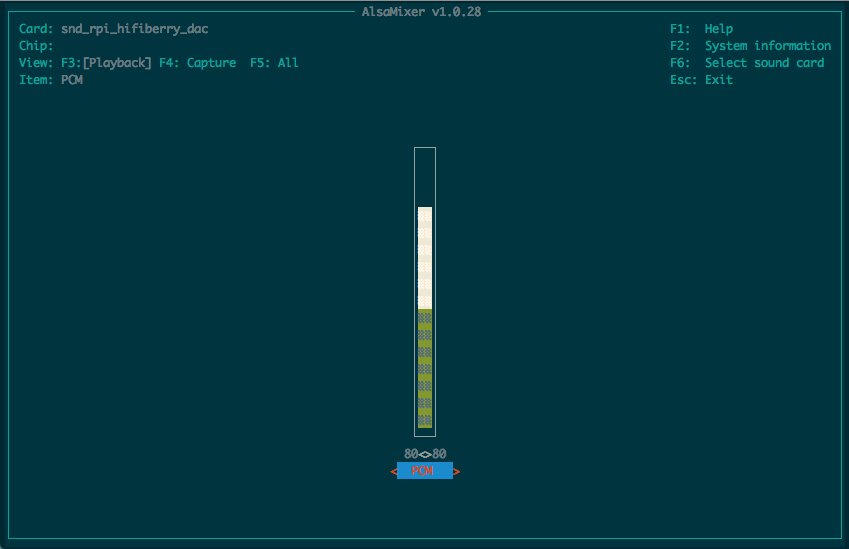 AlsaMixer v1.0.28
Card: snd_rpi_hifiberry_dac F1: Help
Chip: F2: System information
View: F3:[Playback] F4: Capture F5: All F6: Select sound card
Item: PCM Esc: Exit
80<>80
< PCM >